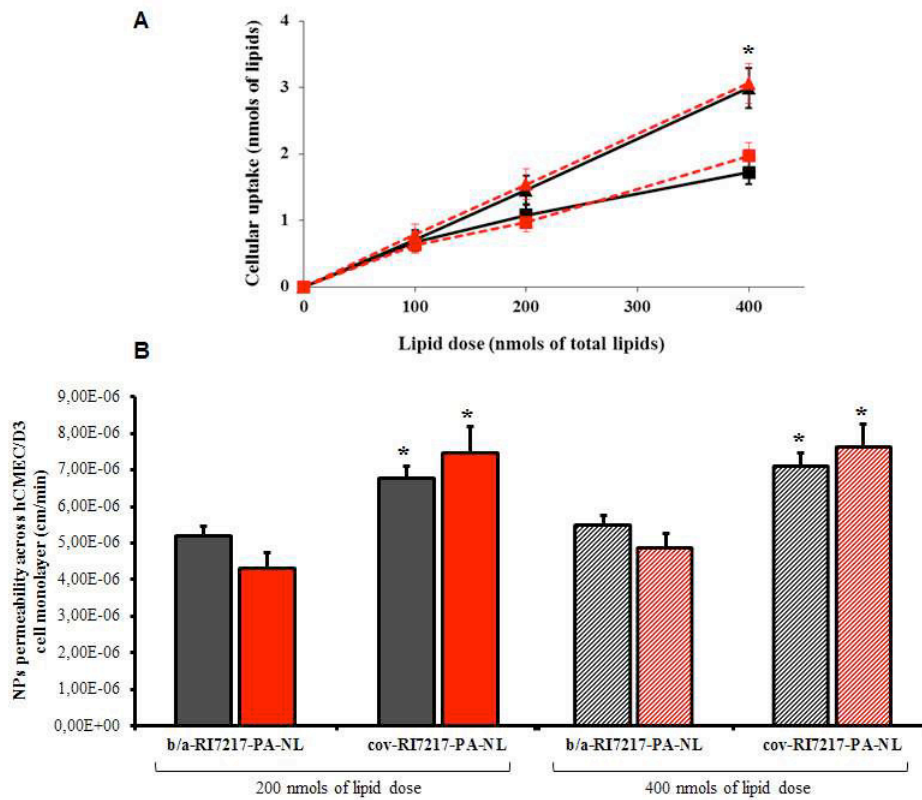 A
Cellular uptake (nmols of lipids)
4
3
2
1
0
*
0 100 200 300 400
Lipid dose (nmols of total lipids)
B
NPs permeability across hCMEC/D3
cell monolayer (cm/min)
9,00E-06
8,00E-06
7,00E-06
6,00E-06
5,00E-06
4,00E-06
3,00E-06
2,00E-06
1,00E-06
0,00E+00
* * * *
b/a-RI7217-PA-NL cov-RI7217-PA-NL b/a-RI7217-PA-NL cov-RI7217-PA-NL
200 nmols of lipid dose 400 nmols of lipid dose